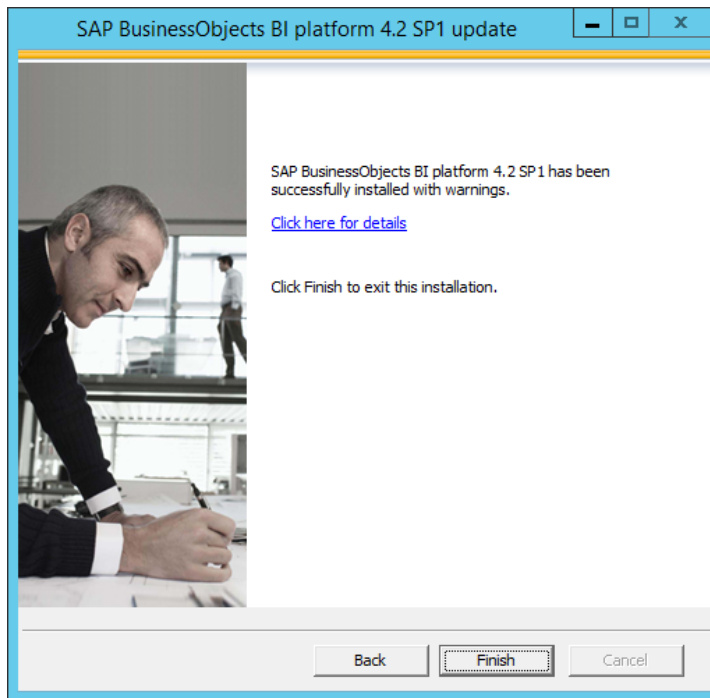 SAP BusinessObjects BI platform 4.2 SP1 update
SAP BusinessObjects BI platform 4.2 SP1 has been
successfully installed with warnings.
Click here for details
Click Finish to exit this installation.
Back
Finish
Cancel